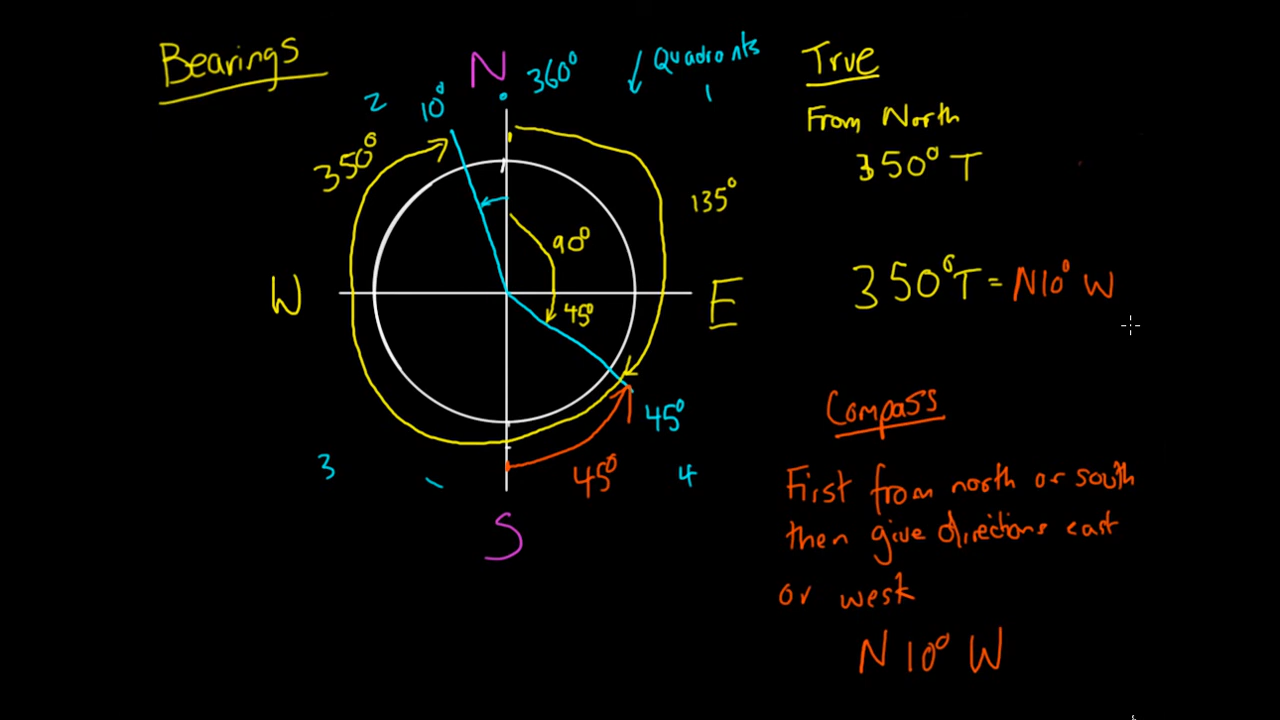 Bearings
N
360°
Quadrants
1
2
10°
350°
135°
90°
45°
W
E
45°
45°
3
4
S
True
From North
350° T
350° T = N10° W
Compass
First from north or south
then give directions east
or west
N 10° W